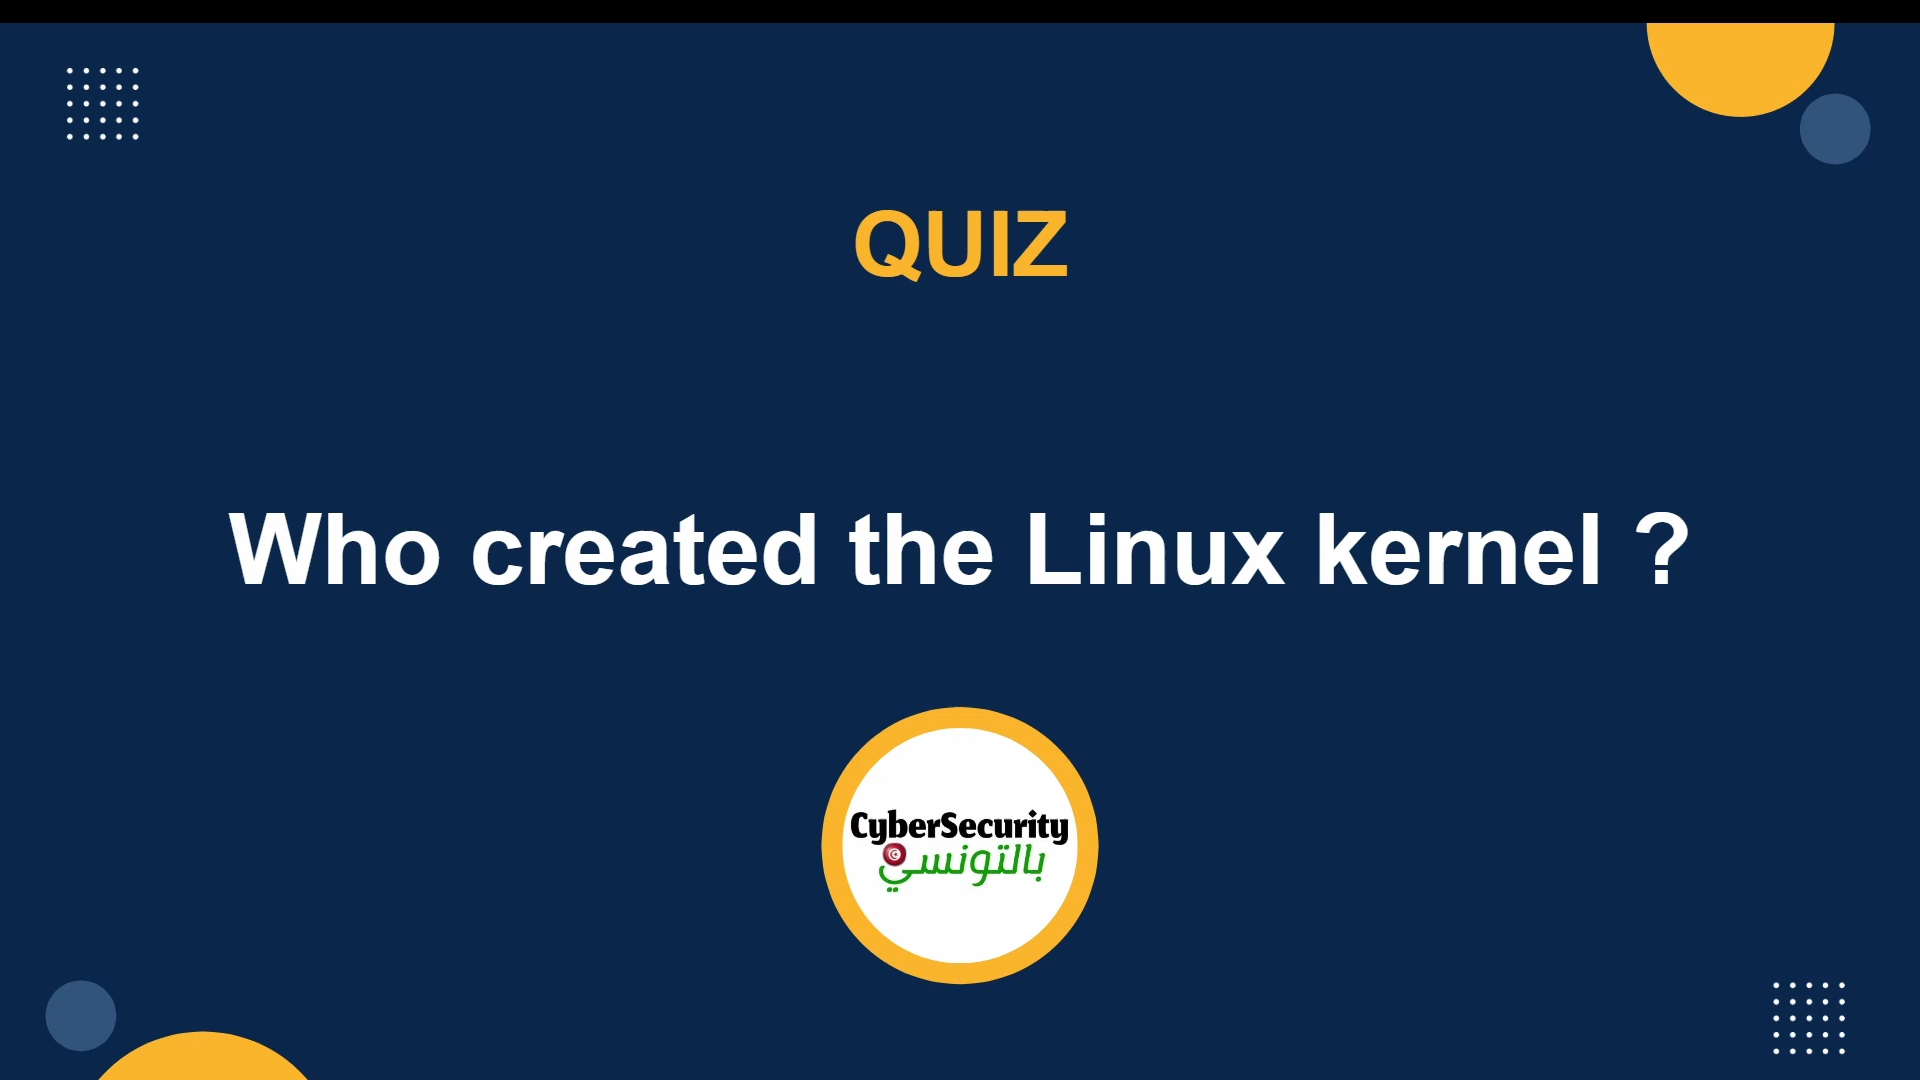 QUIZ
Who created the Linux kernel ?
CyberSecurity
بالتونسي